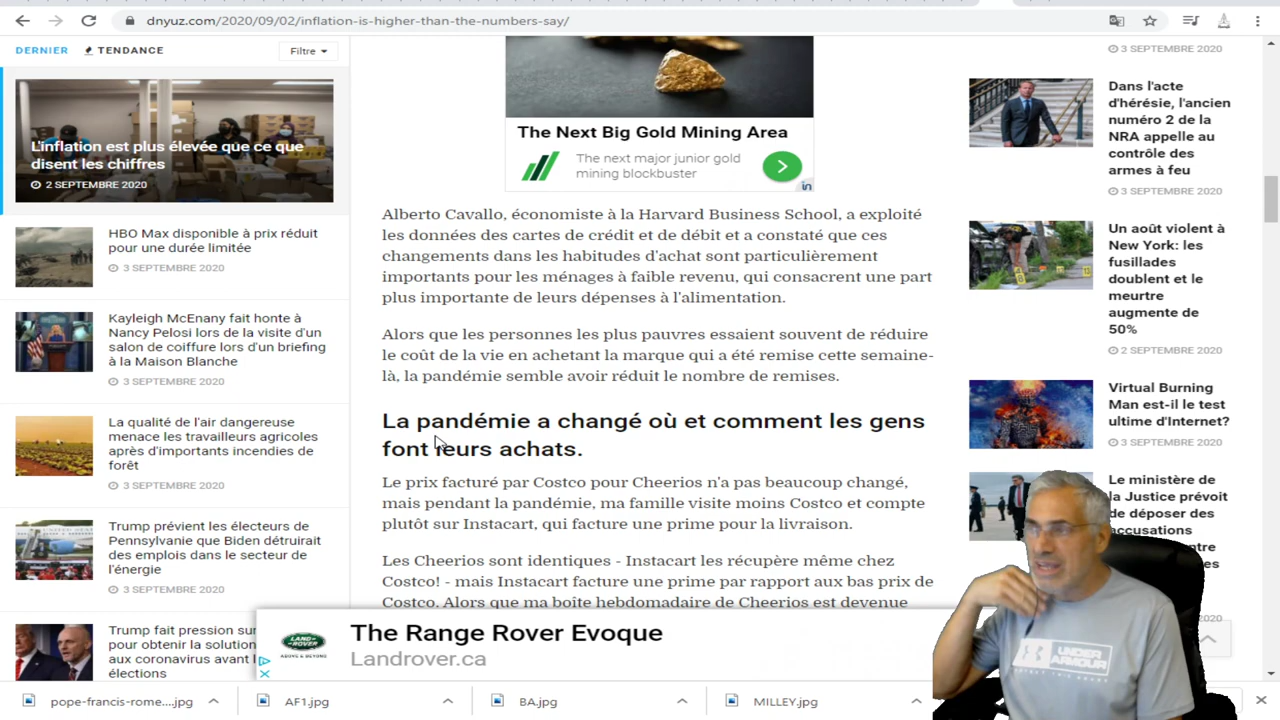 dnyuz.com/2020/09/02/inflation-is-higher-than-the-numbers-say/
DERNIER
TENDANCE
Filtre
L'inflation est plus élevée que ce que
disent les chiffres
2 SEPTEMBRE 2020
HBO Max disponible à prix réduit
pour une durée limitée
3 SEPTEMBRE 2020
Kayleigh McEnany fait honte à
Nancy Pelosi lors de la visite d'un
salon de coiffure lors d'un briefing
à la Maison Blanche
3 SEPTEMBRE 2020
La qualité de l'air dangereuse
menace les travailleurs agricoles
après d'importants incendies de
forêt
3 SEPTEMBRE 2020
Trump prévient les électeurs de
Pennsylvanie que Biden détruirait
des emplois dans le secteur de
l'énergie
3 SEPTEMBRE 2020
Trump fait pression sur
pour obtenir la solution
aux coronavirus avant
élections
The Next Big Gold Mining Area
The next major junior gold
mining blockbuster
Alberto Cavallo, économiste à la Harvard Business School, a exploité
les données des cartes de crédit et de débit et a constaté que ces
changements dans les habitudes d'achat sont particulièrement
importants pour les ménages à faible revenu, qui consacrent une part
plus importante de leurs dépenses à l'alimentation.
Alors que les personnes les plus pauvres essaient souvent de réduire
le coût de la vie en achetant la marque qui a été remise cette semaine-
là, la pandémie semble avoir réduit le nombre de remises.
La pandémie a changé où et comment les gens
font leurs achats.
Le prix facturé par Costco pour Cheerios n'a pas beaucoup changé,
mais pendant la pandémie, ma famille visite moins Costco et compte
plutôt sur Instacart, qui facture une prime pour la livraison.
Les Cheerios sont identiques - Instacart les récupère même chez
Costco! - mais Instacart facture une prime par rapport aux bas prix de
Costco. Alors que ma boîte hebdomadaire de Cheerios est devenue
3 SEPTEMBRE 2020
Dans l'acte
d'hérésie, l'ancien
numéro 2 de la
NRA appelle au
contrôle des
armes à feu
3 SEPTEMBRE 2020
Un août violent à
New York: les
fusillades
doublent et le
meurtre
augmente de
50%
2 SEPTEMBRE 2020
Virtual Burning
Man est-il le test
ultime d'Internet?
3 SEPTEMBRE 2020
Le ministère de
la Justice prévoit
de déposer des
accusations
2020
LAND-
ROVER
ABOVE & BEYOND
The Range Rover Evoque
Landrover.ca
UNDER
ARMOUR
pope-francis-rome....jpg
AF1.jpg
BA.jpg
MILLEY.jpg